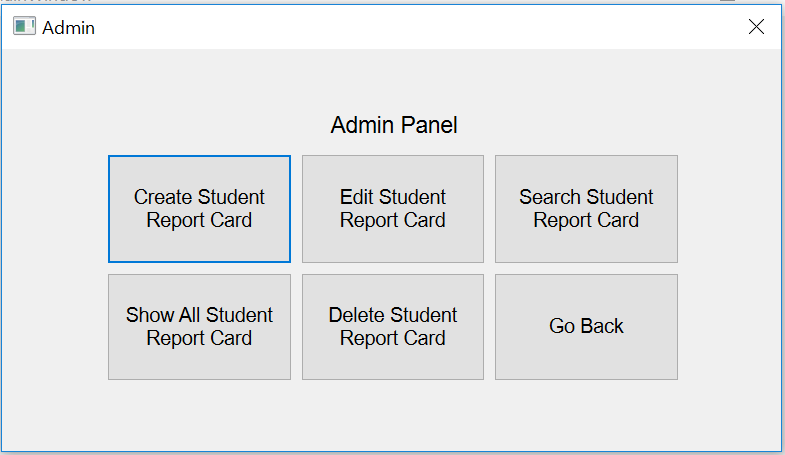 Admin
Admin Panel
Create Student
Report Card
Edit Student
Report Card
Search Student
Report Card
Show All Student
Report Card
Delete Student
Report Card
Go Back